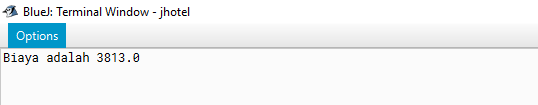 BlueJ: Terminal Window - jhotel
Options
Biaya adalah 3813.0